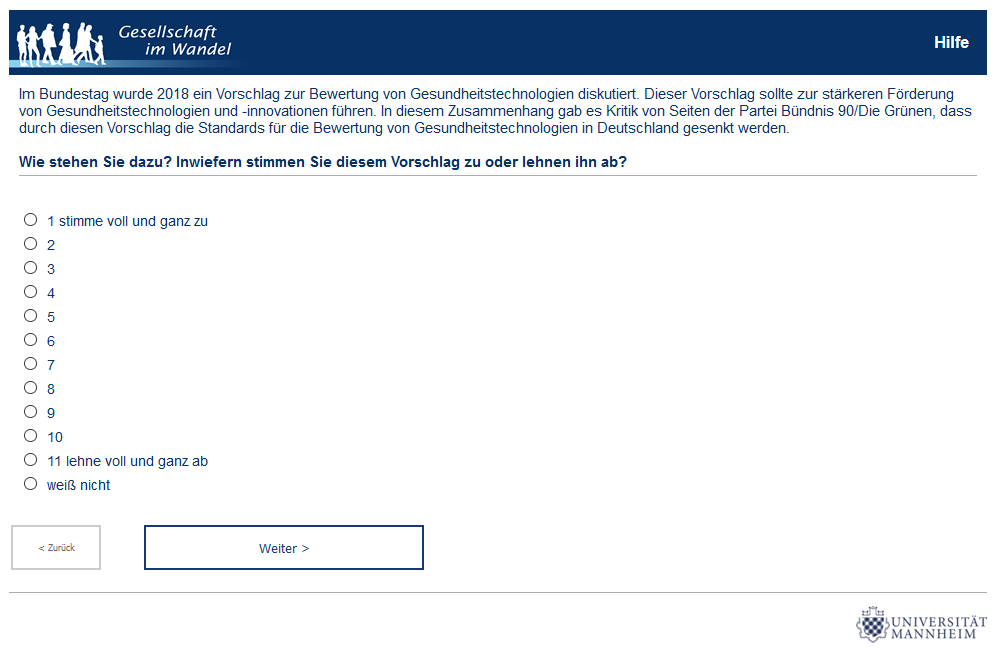 Gesellschaft
im Wandel
Hilfe
Im Bundestag wurde 2018 ein Vorschlag zur Bewertung von Gesundheitstechnologien diskutiert. Dieser Vorschlag sollte zur stärkeren Förderung
von Gesundheitstechnologien und -innovationen führen. In diesem Zusammenhang gab es Kritik von Seiten der Partei Bündnis 90/Die Grünen, dass
durch diesen Vorschlag die Standards für die Bewertung von Gesundheitstechnologien in Deutschland gesenkt werden.
Wie stehen Sie dazu? Inwiefern stimmen Sie diesem Vorschlag zu oder lehnen ihn ab?
1 stimme voll und ganz zu
2
3
4
5
6
7
8
9
10
11 lehne voll und ganz ab
weiß nicht
< Zurück
Weiter >
UNIVERSITÄT
MANNHEIM